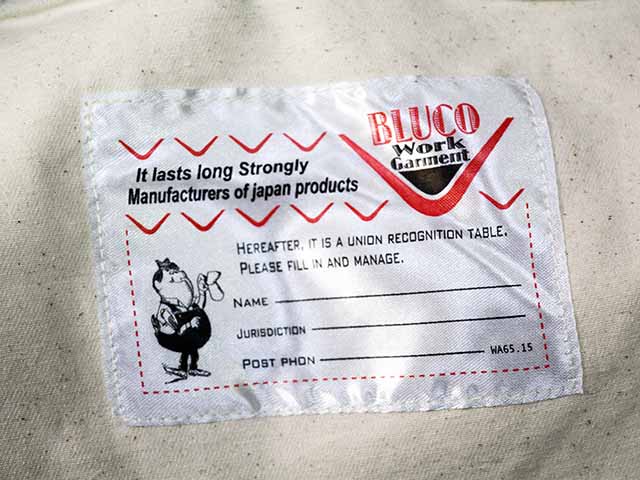 BLUCO
Work
Garment
It lasts long Strongly
Manufacturers of japan products
HEREAFTER, IT IS A UNION RECOGNITION TABLE.
PLEASE FILL IN AND MANAGE.
NAME
JURISDICTION
POST PHON
WA65.15